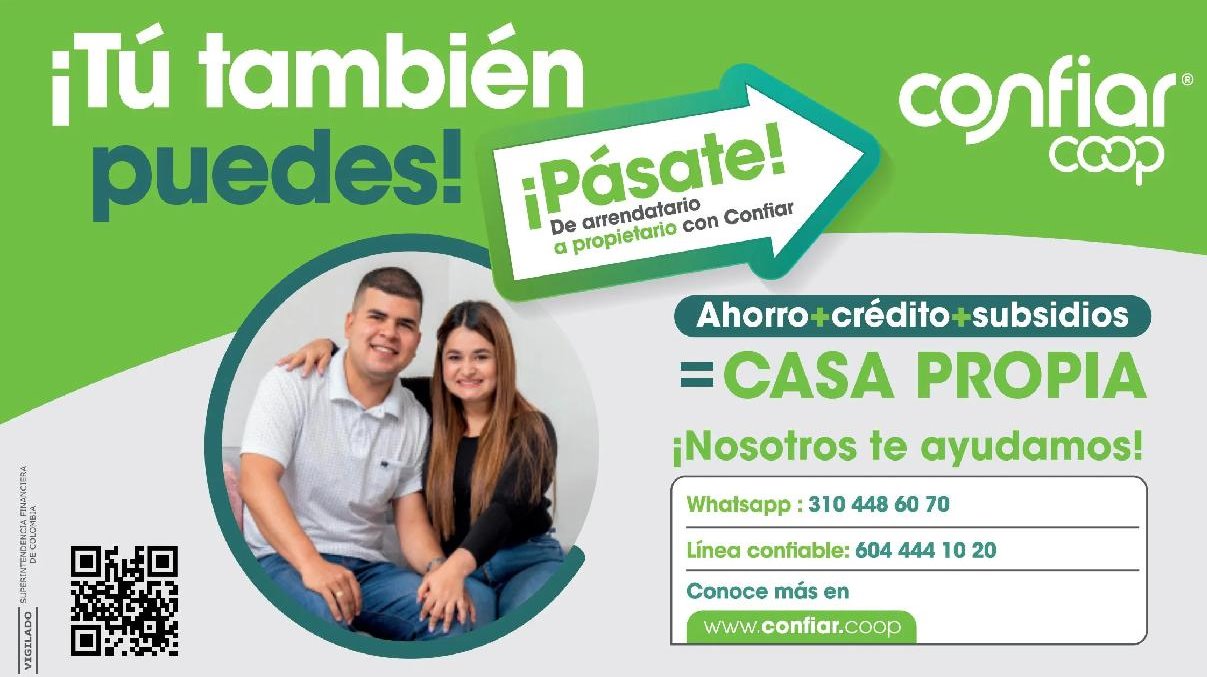 ¡Tú también
puedes!
¡Pásate!
De arrendatario
a propietario con Confiar
confiar®
coop
Ahorro+crédito+subsidios
=CASA PROPIA
¡Nosotros te ayudamos!
Whatsapp : 310 448 60 70
Línea confiable: 604 444 10 20
Conoce más en
www.confiar.coop
VIGILADO
SUPERINTENDENCIA FINANCIERA
DE COLOMBIA